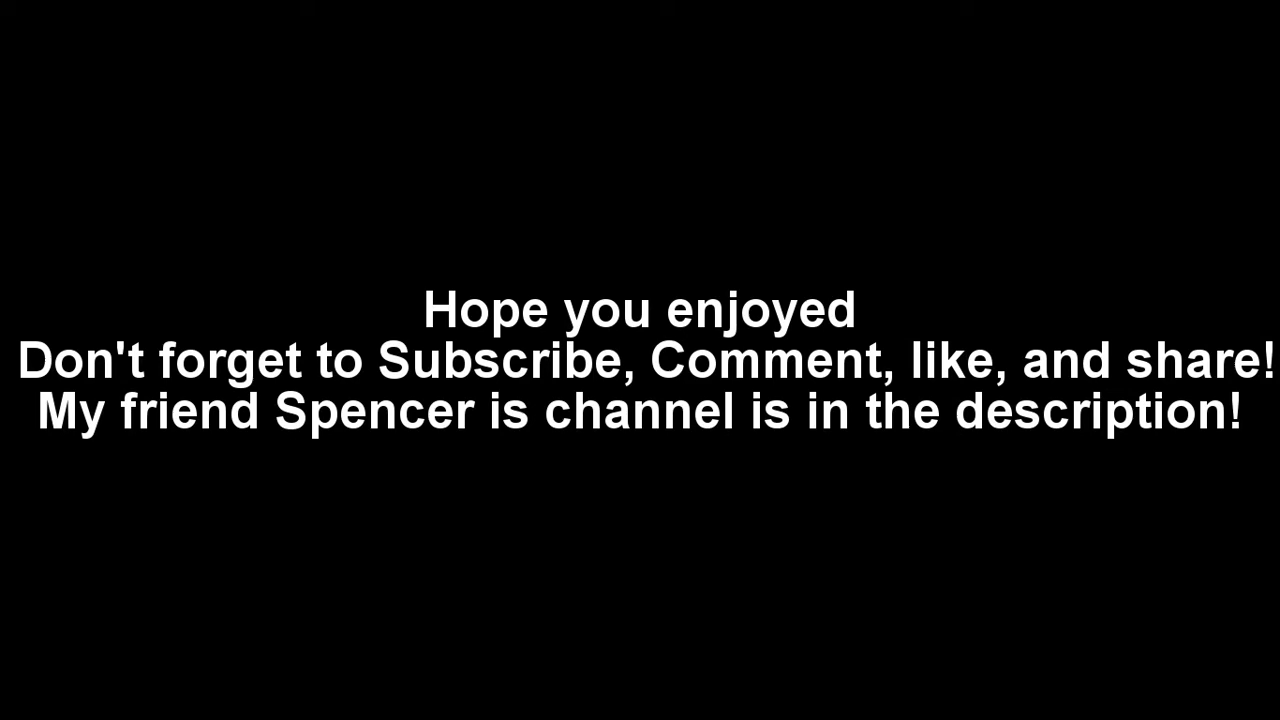 Hope you enjoyed
Don't forget to Subscribe, Comment, like, and share!
My friend Spencer is channel is in the description!